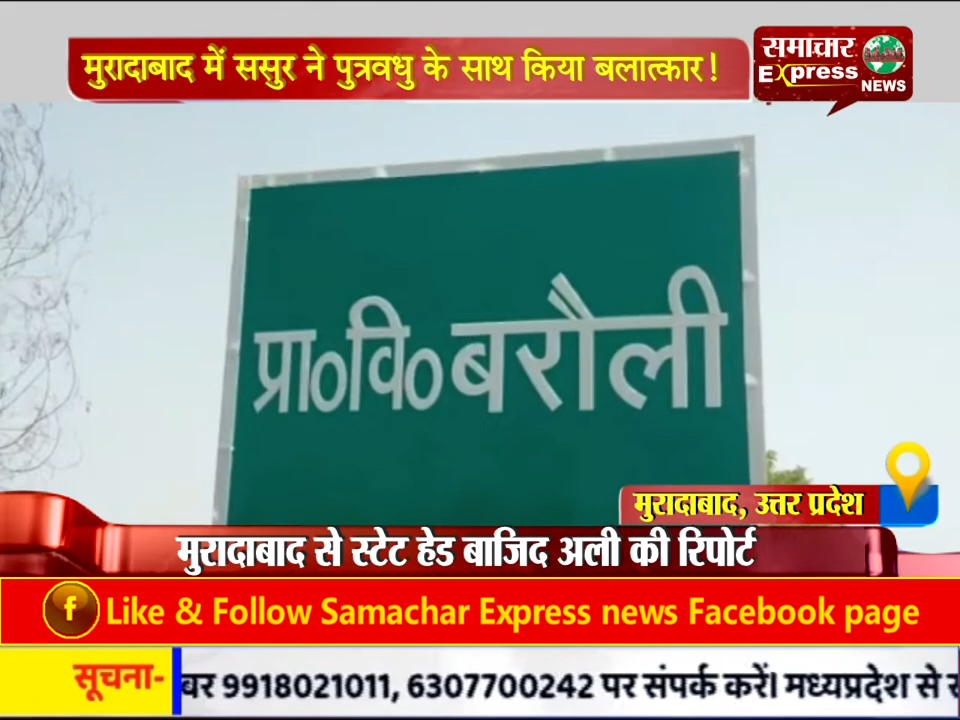 मुरादाबाद में ससुर ने पुत्रवधु के साथ किया बलात्कार!
समाचार
Express
NEWS
प्रा०वि०बरौली
मुरादाबाद, उत्तर प्रदेश
मुरादाबाद से स्टेट हेड बाजिद अली की रिपोर्ट
f Like & Follow Samachar Express news Facebook page
सूचना- बर 9918021011, 6307700242 पर संपर्क करें। मध्यप्रदेश से